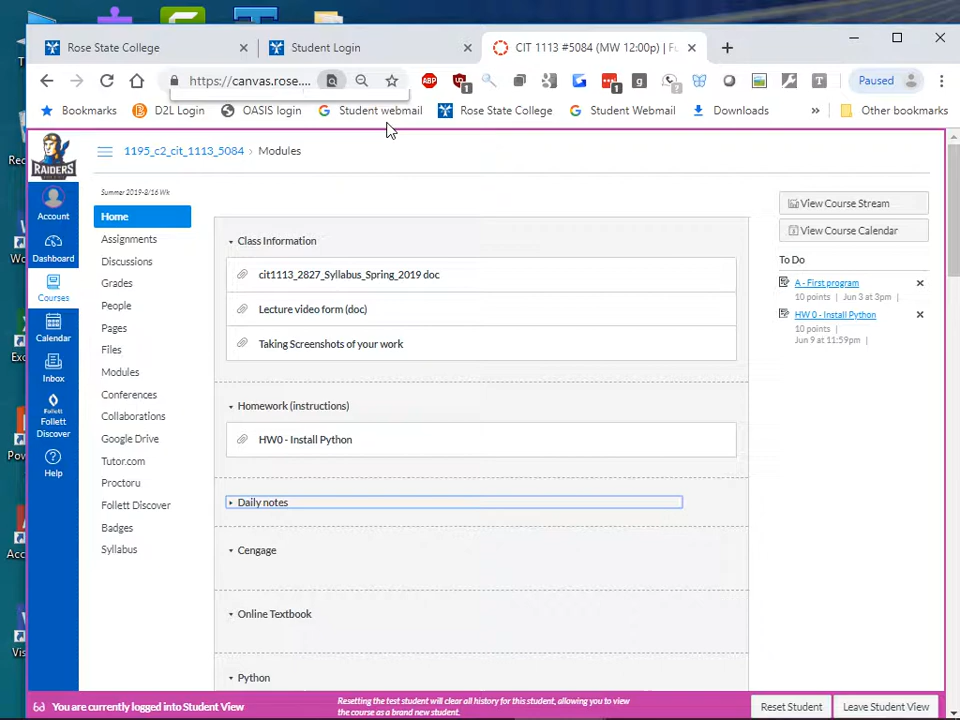 Rose State College
Student Login
CIT 1113 #5084 (MW 12:00p) | Fu
https://canvas.rose....
Paused
Bookmarks
D2L Login
OASIS login
Student webmail
Rose State College
Student Webmail
Downloads
»
Other bookmarks
RAIDERS
1195_c2_cit_1113_5084 › Modules
Summer 2019-8/16 Wk
Account
Dashboard
Courses
Calendar
Inbox
Follett
Follett
Discover
Help
Home
Assignments
Discussions
Grades
People
Pages
Files
Modules
Conferences
Collaborations
Google Drive
Tutor.com
Proctoru
Follett Discover
Badges
Syllabus
Class Information
cit1113_2827_Syllabus_Spring_2019 doc
Lecture video form (doc)
Taking Screenshots of your work
Homework (instructions)
HW0 - Install Python
Daily notes
Cengage
Online Textbook
Python
View Course Stream
View Course Calendar
To Do
A - First program
10 points | Jun 3 at 3pm |
HW 0 - Install Python
10 points |
Jun 9 at 11:59pm |
You are currently logged into Student View
Resetting the test student will clear all history for this student, allowing you to view
the course as a brand new student.
Reset Student
Leave Student View